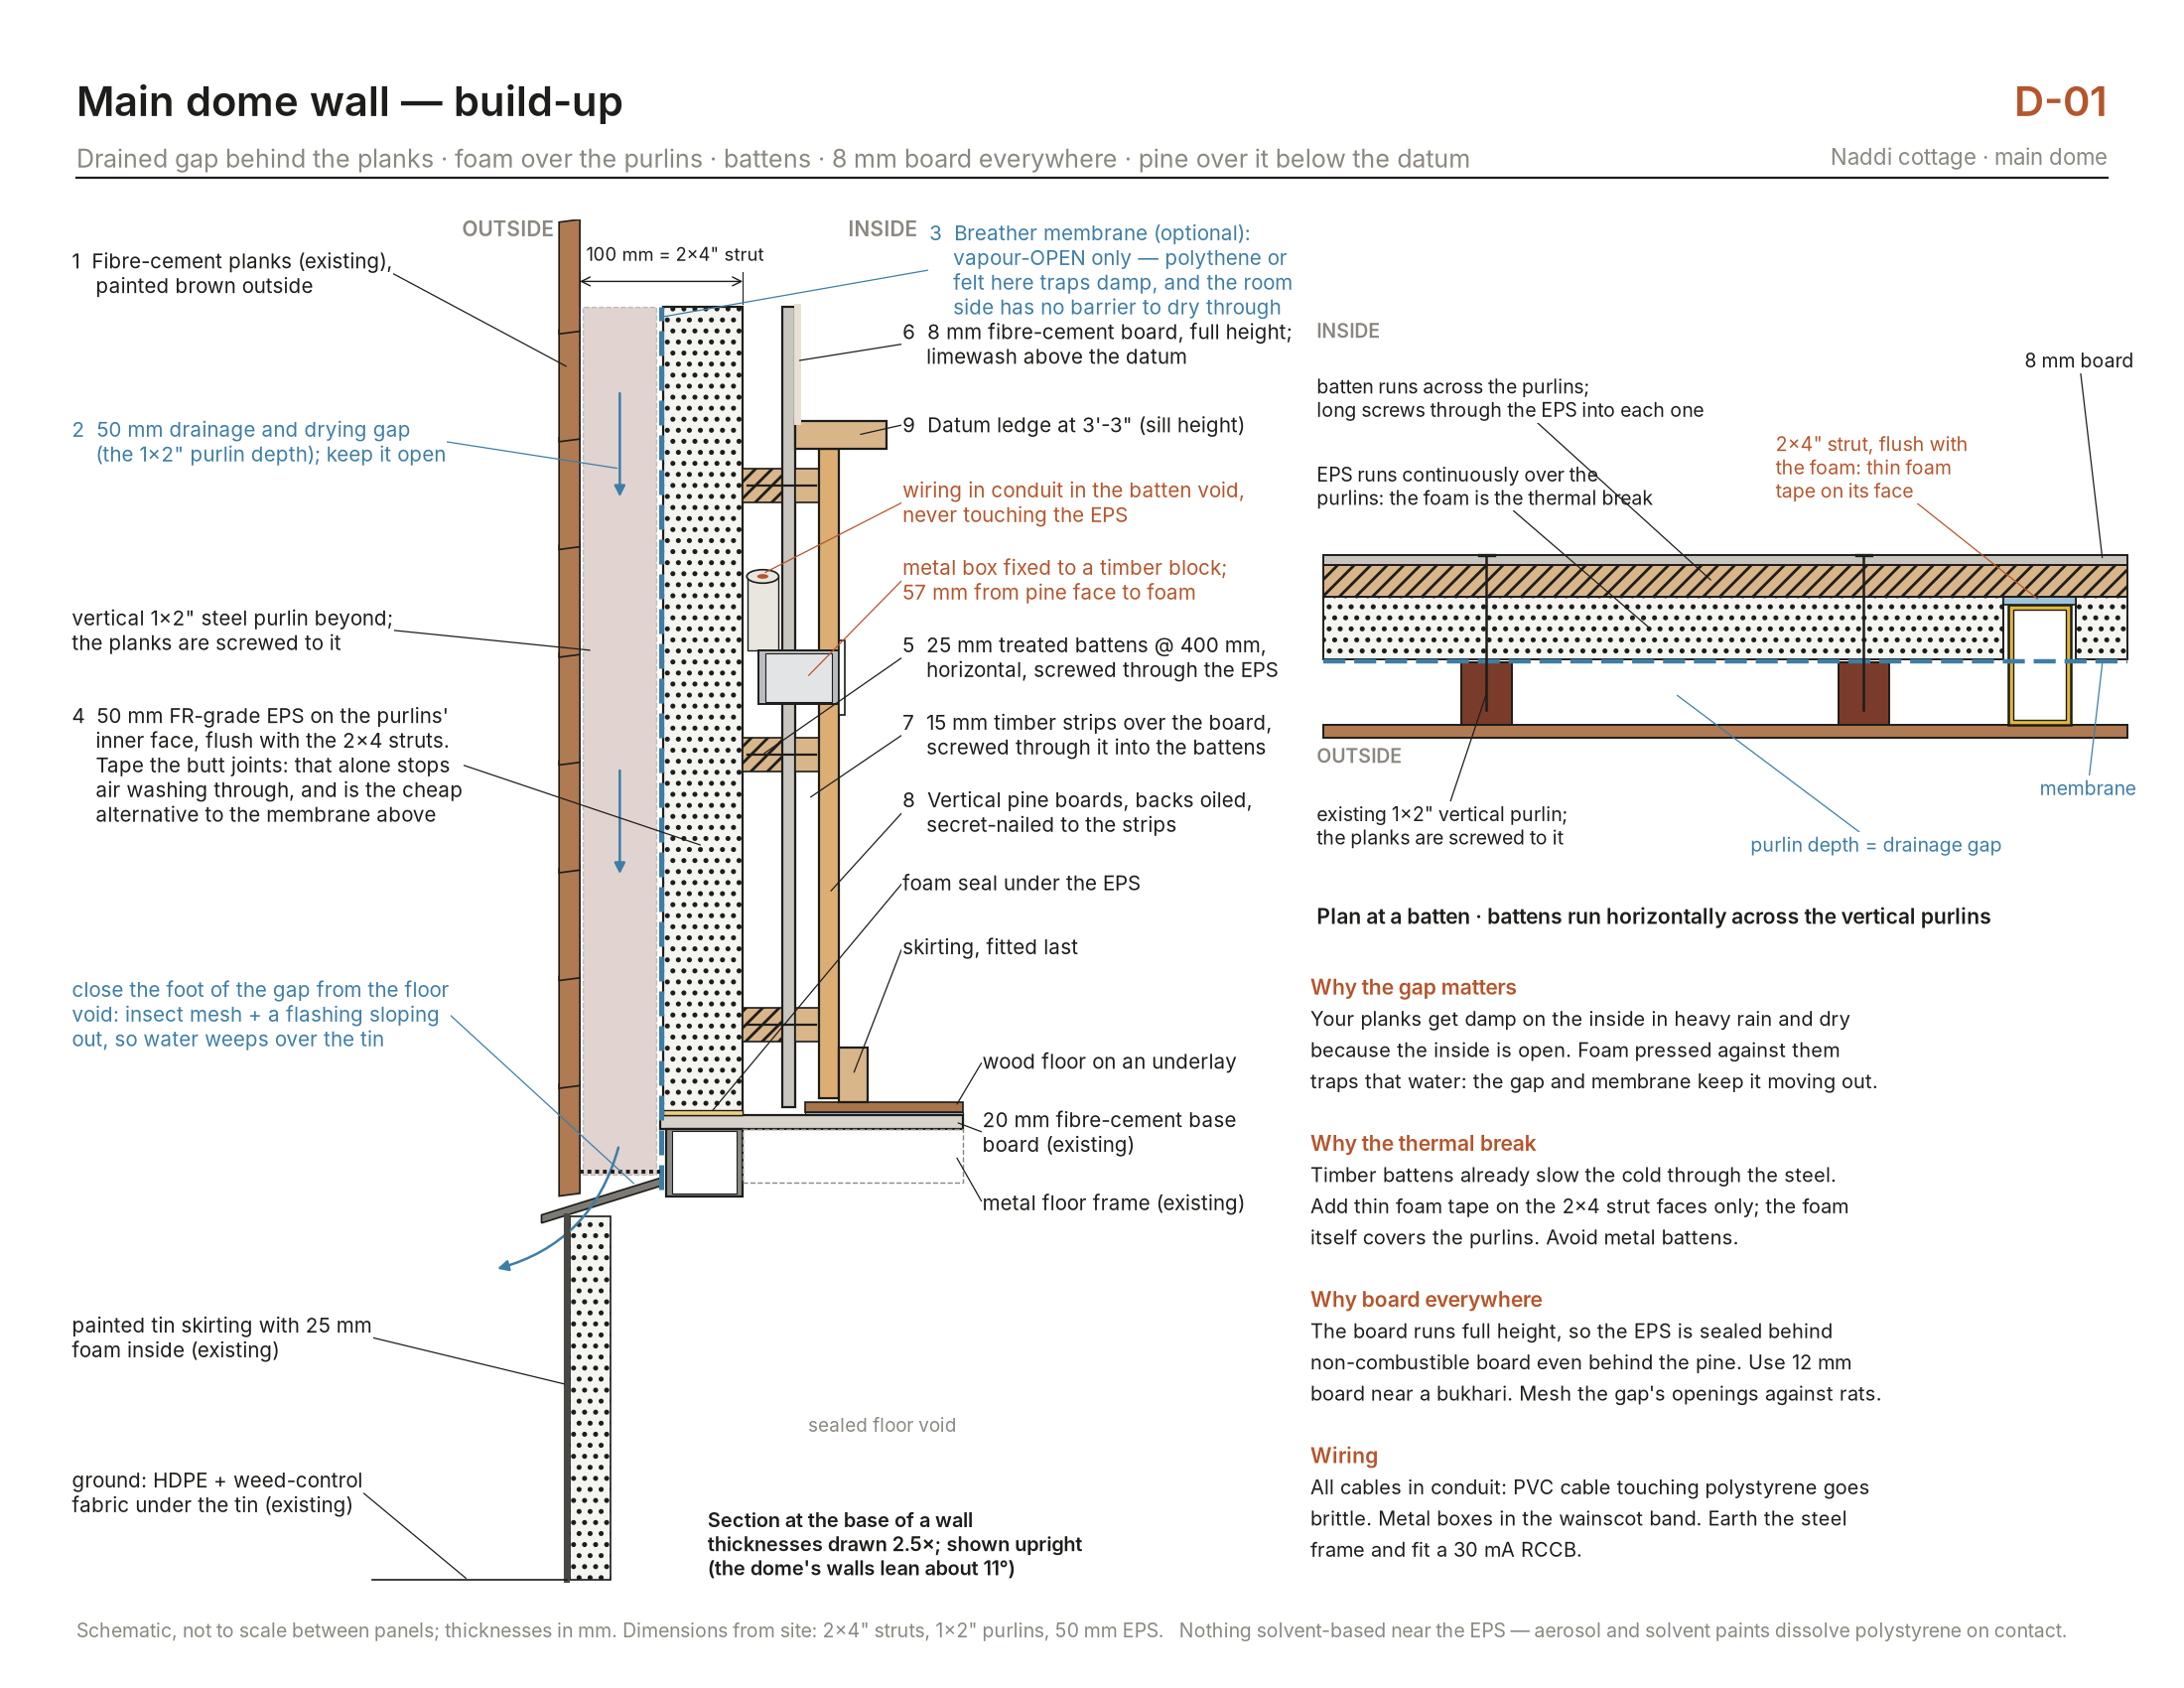 Main dome wall — build-up
D-01
Drained gap behind the planks · foam over the purlins · battens · 8 mm board everywhere · pine over it below the datum
Naddi cottage · main dome
OUTSIDE
INSIDE
100 mm = 2×4" strut
1 Fibre-cement planks (existing),
painted brown outside
2 50 mm drainage and drying gap
(the 1×2" purlin depth); keep it open
vertical 1×2" steel purlin beyond;
the planks are screwed to it
4 50 mm FR-grade EPS on the purlins'
inner face, flush with the 2×4 struts.
Tape the butt joints: that alone stops
air washing through, and is the cheap
alternative to the membrane above
close the foot of the gap from the floor
void: insect mesh + a flashing sloping
out, so water weeps over the tin
painted tin skirting with 25 mm
foam inside (existing)
ground: HDPE + weed-control
fabric under the tin (existing)
3 Breather membrane (optional):
vapour-OPEN only — polythene or
felt here traps damp, and the room
side has no barrier to dry through
6 8 mm fibre-cement board, full height;
limewash above the datum
9 Datum ledge at 3'-3" (sill height)
wiring in conduit in the batten void,
never touching the EPS
metal box fixed to a timber block;
57 mm from pine face to foam
5 25 mm treated battens @ 400 mm,
horizontal, screwed through the EPS
7 15 mm timber strips over the board,
screwed through it into the battens
8 Vertical pine boards, backs oiled,
secret-nailed to the strips
foam seal under the EPS
skirting, fitted last
wood floor on an underlay
20 mm fibre-cement base
board (existing)
metal floor frame (existing)
sealed floor void
Section at the base of a wall
thicknesses drawn 2.5×; shown upright
(the dome's walls lean about 11°)
INSIDE
8 mm board
batten runs across the purlins;
long screws through the EPS into each one
2×4" strut, flush with
the foam: thin foam
tape on its face
EPS runs continuously over the
purlins: the foam is the thermal break
OUTSIDE
membrane
existing 1×2" vertical purlin;
the planks are screwed to it
purlin depth = drainage gap
Plan at a batten · battens run horizontally across the vertical purlins
Why the gap matters
Your planks get damp on the inside in heavy rain and dry
because the inside is open. Foam pressed against them
traps that water: the gap and membrane keep it moving out.
Why the thermal break
Timber battens already slow the cold through the steel.
Add thin foam tape on the 2×4 strut faces only; the foam
itself covers the purlins. Avoid metal battens.
Why board everywhere
The board runs full height, so the EPS is sealed behind
non-combustible board even behind the pine. Use 12 mm
board near a bukhari. Mesh the gap's openings against rats.
Wiring
All cables in conduit: PVC cable touching polystyrene goes
brittle. Metal boxes in the wainscot band. Earth the steel
frame and fit a 30 mA RCCB.
Schematic, not to scale between panels; thicknesses in mm. Dimensions from site: 2×4" struts, 1×2" purlins, 50 mm EPS. Nothing solvent-based near the EPS — aerosol and solvent paints dissolve polystyrene on contact.